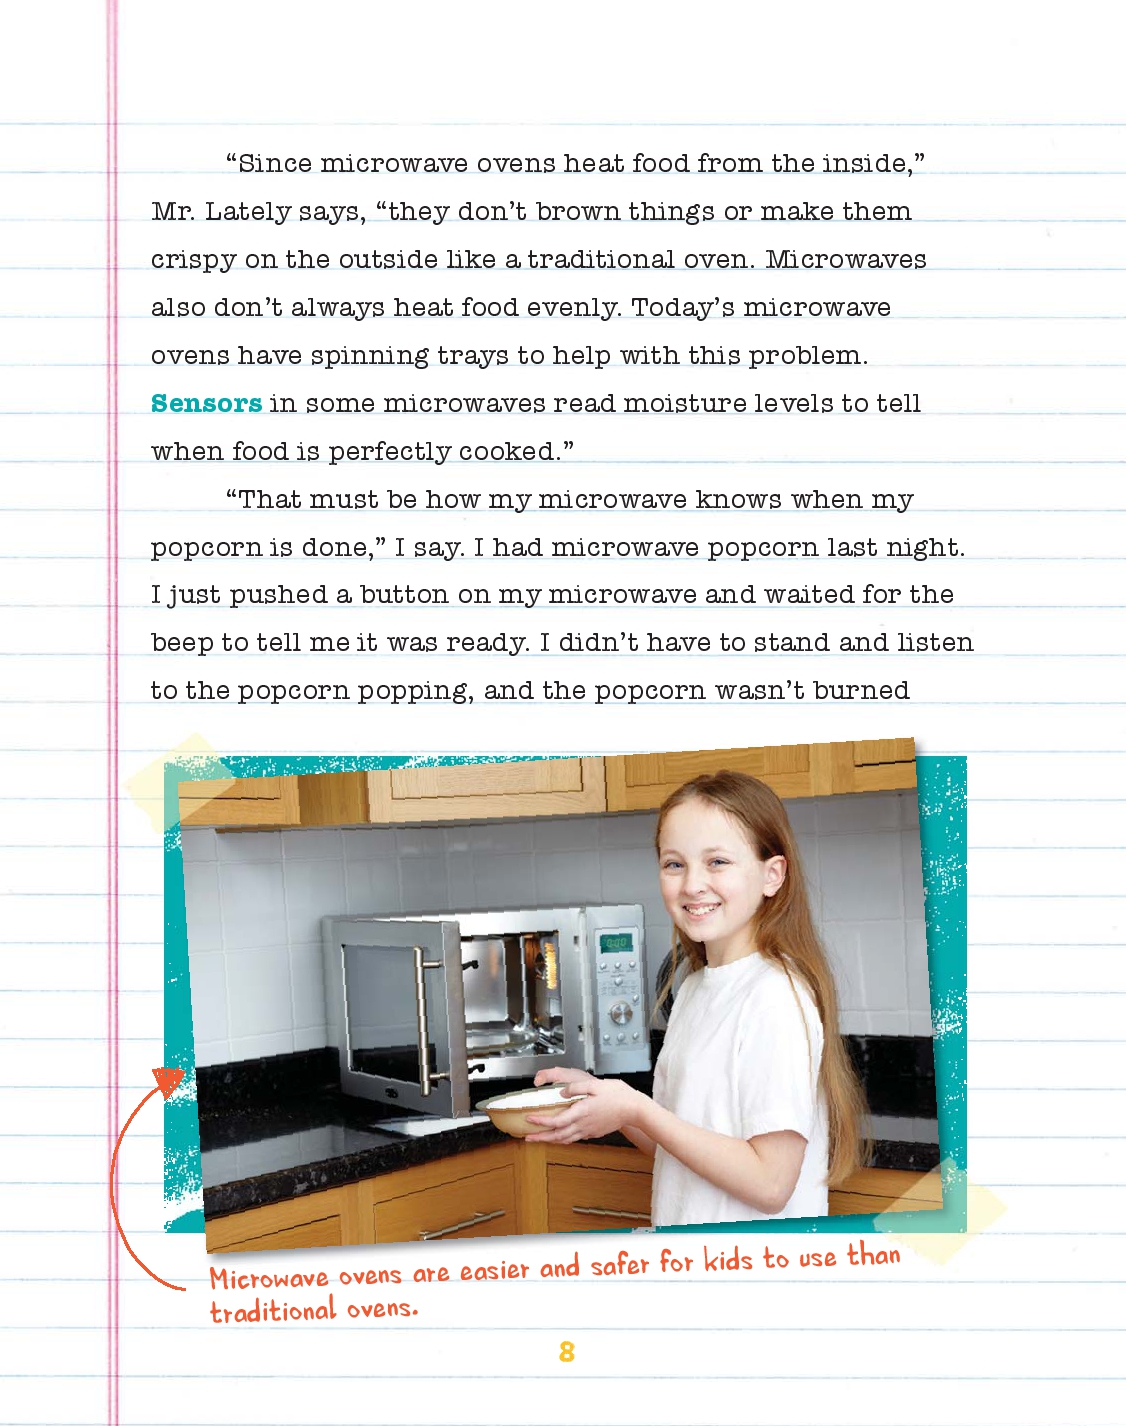 “Since microwave ovens heat food from the inside,”
Mr. Lately says, “they don’t brown things or make them
crispy on the outside like a traditional oven. Microwaves
also don’t always heat food evenly. Today’s microwave
ovens have spinning trays to help with this problem.
Sensors in some microwaves read moisture levels to tell
when food is perfectly cooked.”
“That must be how my microwave knows when my
popcorn is done,” I say. I had microwave popcorn last night.
I just pushed a button on my microwave and waited for the
beep to tell me it was ready. I didn’t have to stand and listen
to the popcorn popping, and the popcorn wasn’t burned
0:00
Microwave ovens are easier and safer for kids to use than
traditional ovens.
8